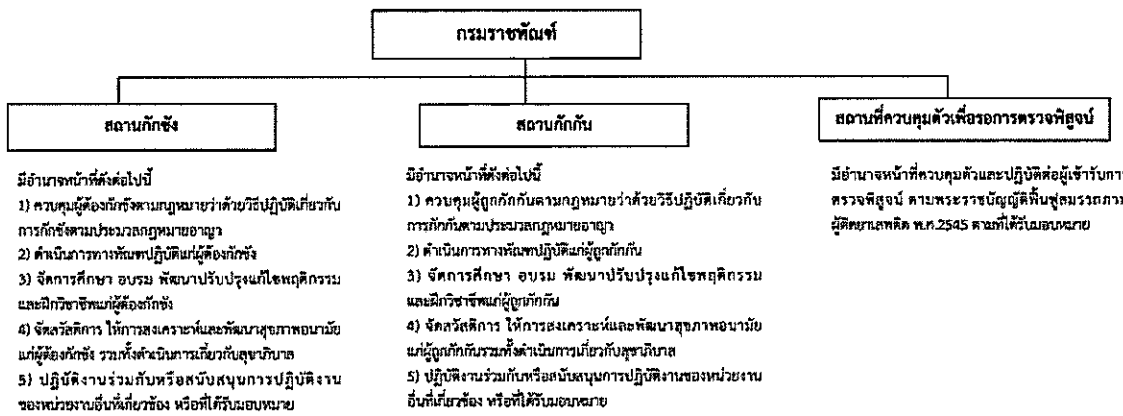 กรมราชทัณฑ์
สถานกักขัง
สถานกักกัน
สถานที่ควบคุมตัวเพื่อรอการตรวจพิสูจน์
มีอำนาจหน้าที่ดังต่อไปนี้
1) ควบคุมผู้ต้องกักขังตามกฎหมายว่าด้วยวิธีปฏิบัติเกี่ยวกับ
การกักขังตามประมวลกฎหมายอาญา
2) ดำเนินการทางทัณฑปฏิบัติแก่ผู้ต้องกักขัง
3) จัดการศึกษา อบรม พัฒนาปรับปรุงแก้ไขพฤติกรรม
และฝึกวิชาชีพแก่ผู้ต้องกักขัง
4) จัดสวัสดิการ ให้การสงเคราะห์และพัฒนาสุขภาพอนามัย
แก่ผู้ต้องกักขัง รวมทั้งดำเนินการเกี่ยวกับสุขาภิบาล
5) ปฏิบัติงานร่วมกับหรือสนับสนุนการปฏิบัติงาน
ของหน่วยงานอื่นที่เกี่ยวข้อง หรือที่ได้รับมอบหมาย
มีอำนาจหน้าที่ดังต่อไปนี้
1) ควบคุมผู้ถูกกักกันตามกฎหมายว่าด้วยวิธีปฏิบัติเกี่ยวกับ
การกักกันตามประมวลกฎหมายอาญา
2) ดำเนินการทางทัณฑปฏิบัติแก่ผู้ถูกกักกัน
3) จัดการศึกษา อบรม พัฒนาปรับปรุงแก้ไขพฤติกรรม
และฝึกวิชาชีพแก่ผู้ถูกกักกัน
4) จัดสวัสดิการ ให้การสงเคราะห์และพัฒนาสุขภาพอนามัย
แก่ผู้ถูกกักกันรวมทั้งดำเนินการเกี่ยวกับสุขาภิบาล
5) ปฏิบัติงานร่วมกับหรือสนับสนุนการปฏิบัติงานของหน่วยงาน
อื่นที่เกี่ยวข้อง หรือที่ได้รับมอบหมาย
มีอำนาจหน้าที่ควบคุมตัวและปฏิบัติต่อผู้เข้ารับการ
ตรวจพิสูจน์ ตามพระราชบัญญัติฟื้นฟูสมรรถภาพ
ผู้ติดยาเสพติด พ.ศ.2545 ตามที่ได้รับมอบหมาย